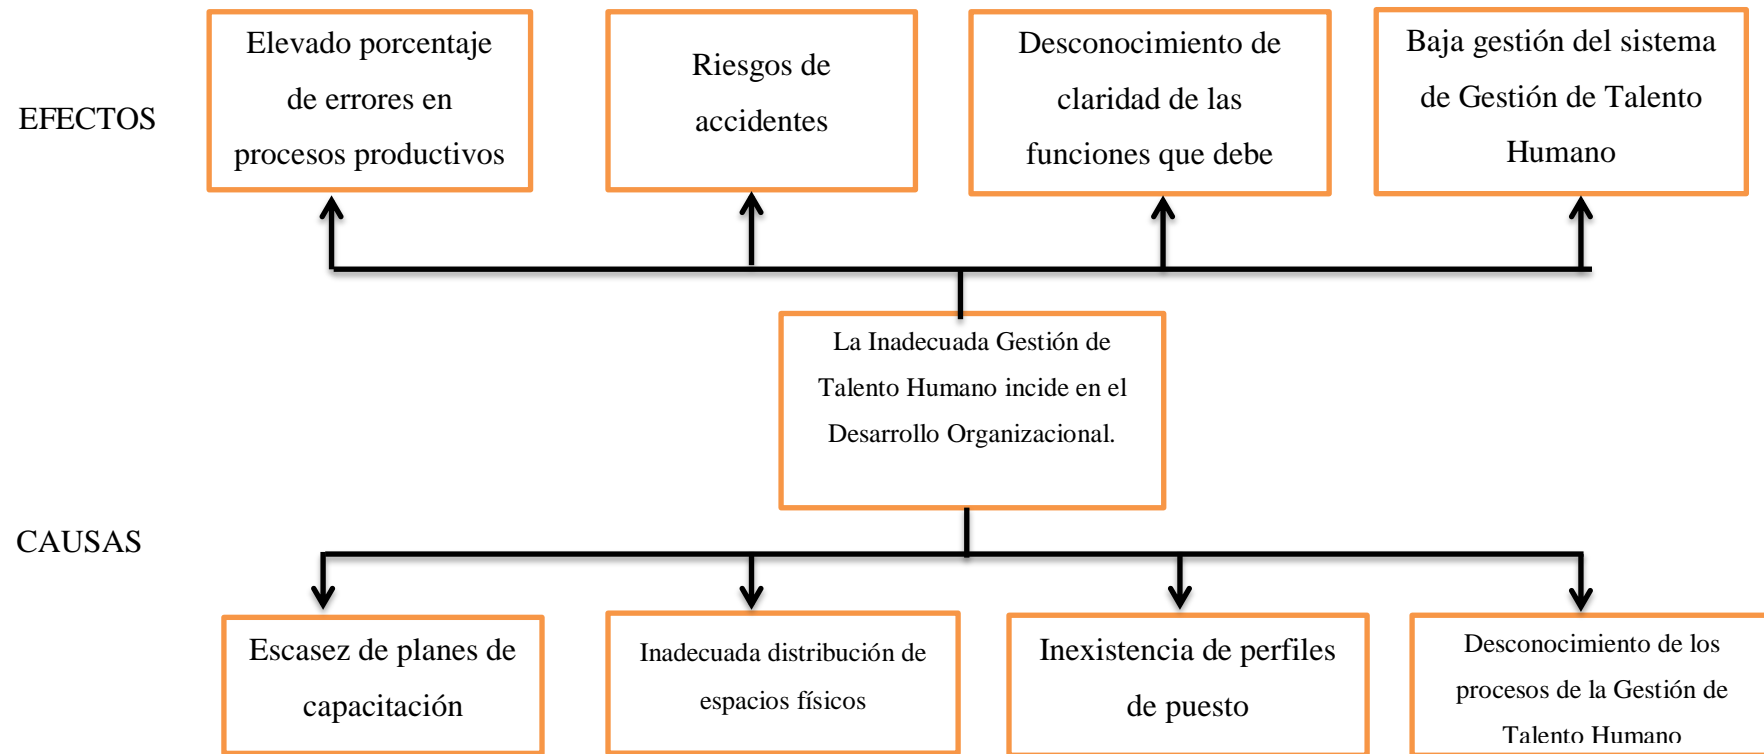 EFECTOS
Elevado porcentaje
de errores en
procesos productivos
Riesgos de
accidentes
Desconocimiento de
claridad de las
funciones que debe
Baja gestión del sistema
de Gestión de Talento
Humano
La Inadecuada Gestión de
Talento Humano incide en el
Desarrollo Organizacional.
CAUSAS
Escasez de planes de
capacitación
Inadecuada distribución de
espacios físicos
Inexistencia de perfiles
de puesto
Desconocimiento de los
procesos de la Gestión de
Talento Humano